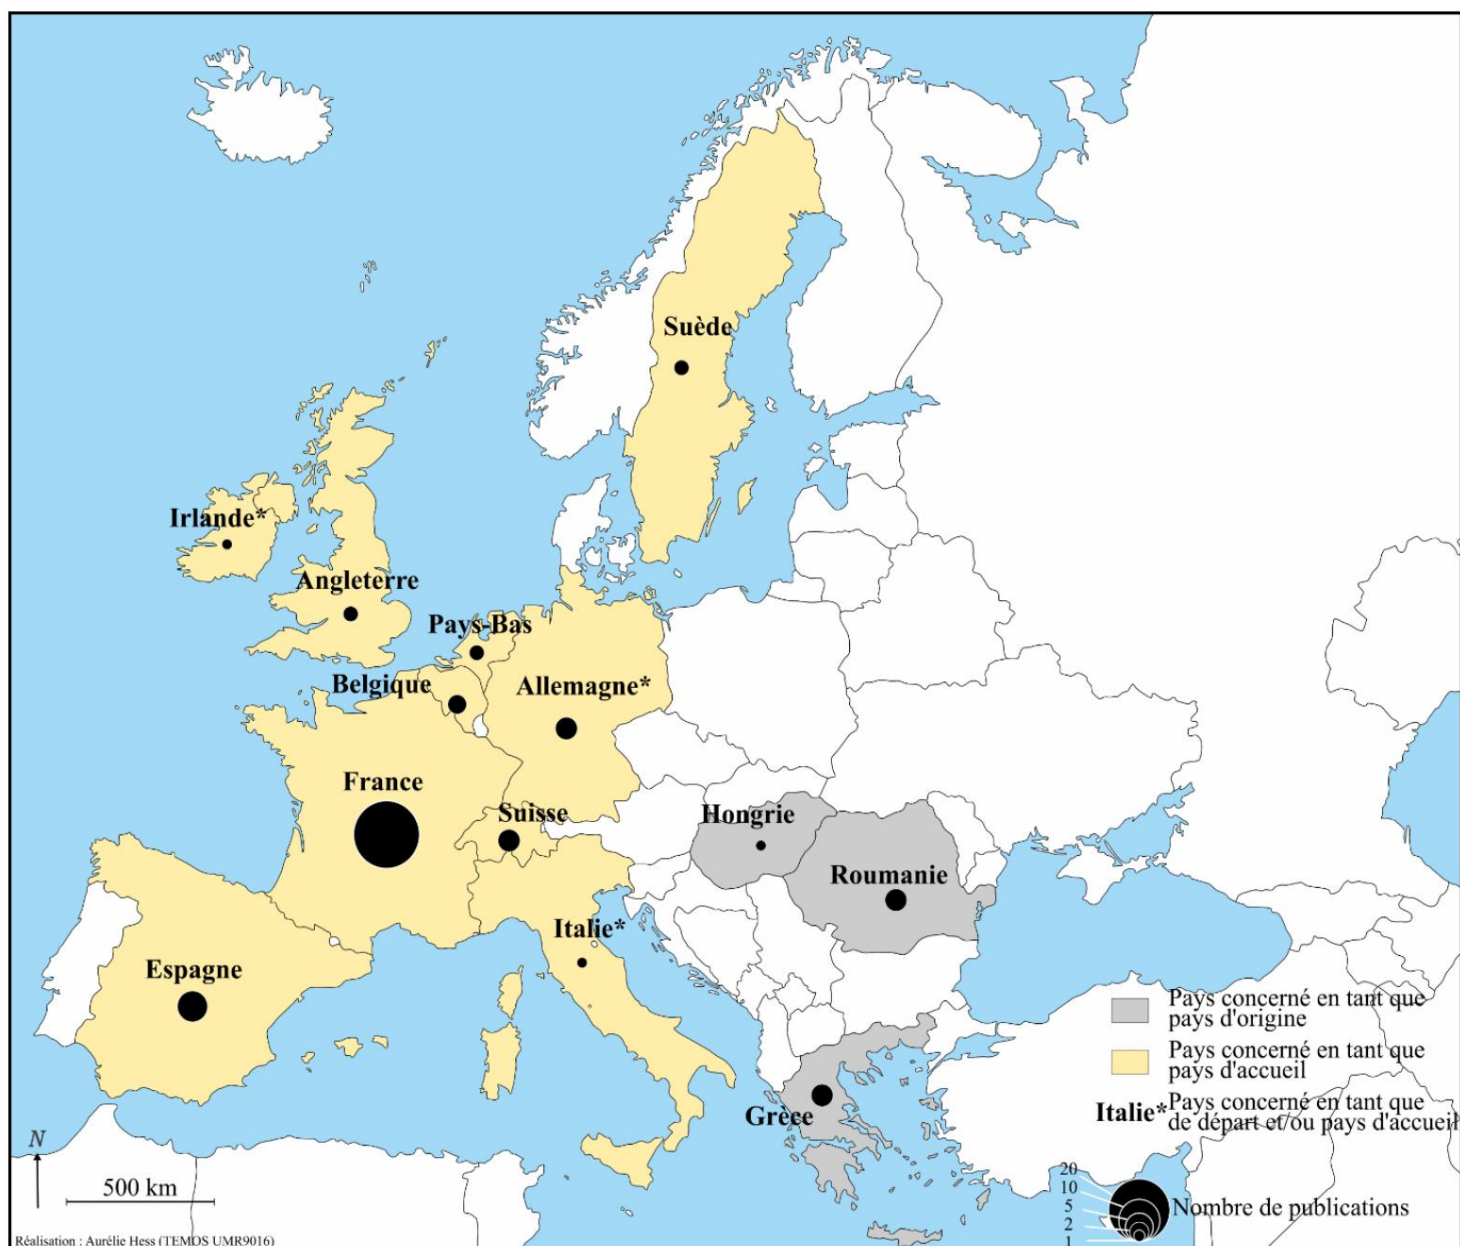 Suède
Irlande*
Angleterre
Pays-Bas
Belgique
Allemagne*
France
Suisse
Hongrie
Roumanie
Italie*
Espagne
Grèce
Pays concerné en tant que
pays d'origine
Pays concerné en tant que
pays d'accueil
Italie* Pays concerné en tant que
de départ et/ou pays d'accueil
N
500 km
20
10
5
2
1
Nombre de publications
Réalisation : Aurélie Hess (TEMOS UMR9016)